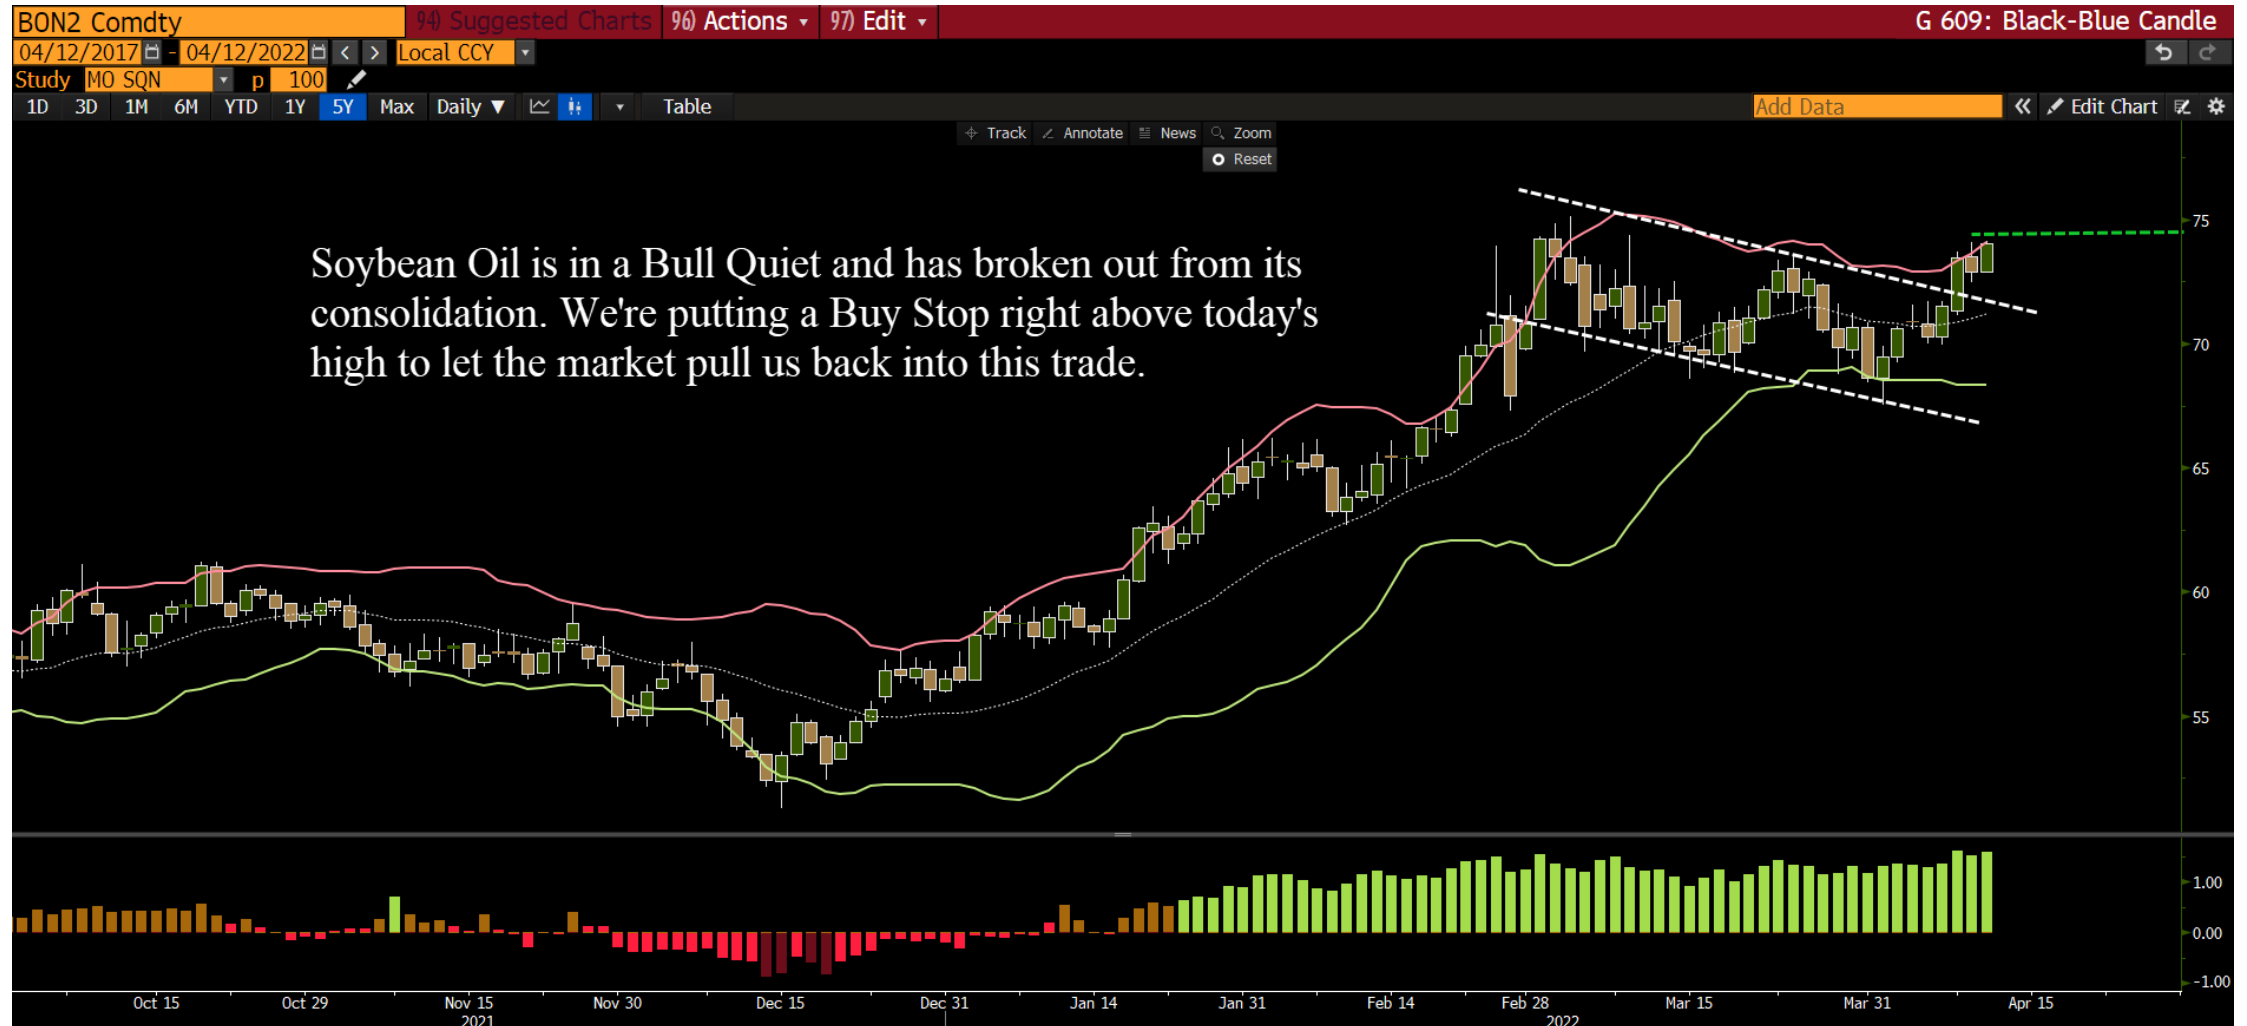 BON2 Comdty 94) Suggested Charts 96) Actions 97) Edit G 609: Black-Blue Candle
04/12/2017 - 04/12/2022 Local CCY
Study MO SQN p 100
1D 3D 1M 6M YTD 1Y 5Y Max Daily ▼ Table Add Data « Edit Chart
Track Annotate News Zoom
Reset
Soybean Oil is in a Bull Quiet and has broken out from its
consolidation. We're putting a Buy Stop right above today's
high to let the market pull us back into this trade.
75
70
65
60
55
1.00
0.00
-1.00
Oct 15 Oct 29 Nov 15 Nov 30 Dec 15 Dec 31 Jan 14 Jan 31 Feb 14 Feb 28 Mar 15 Mar 31 Apr 15
2021 2022